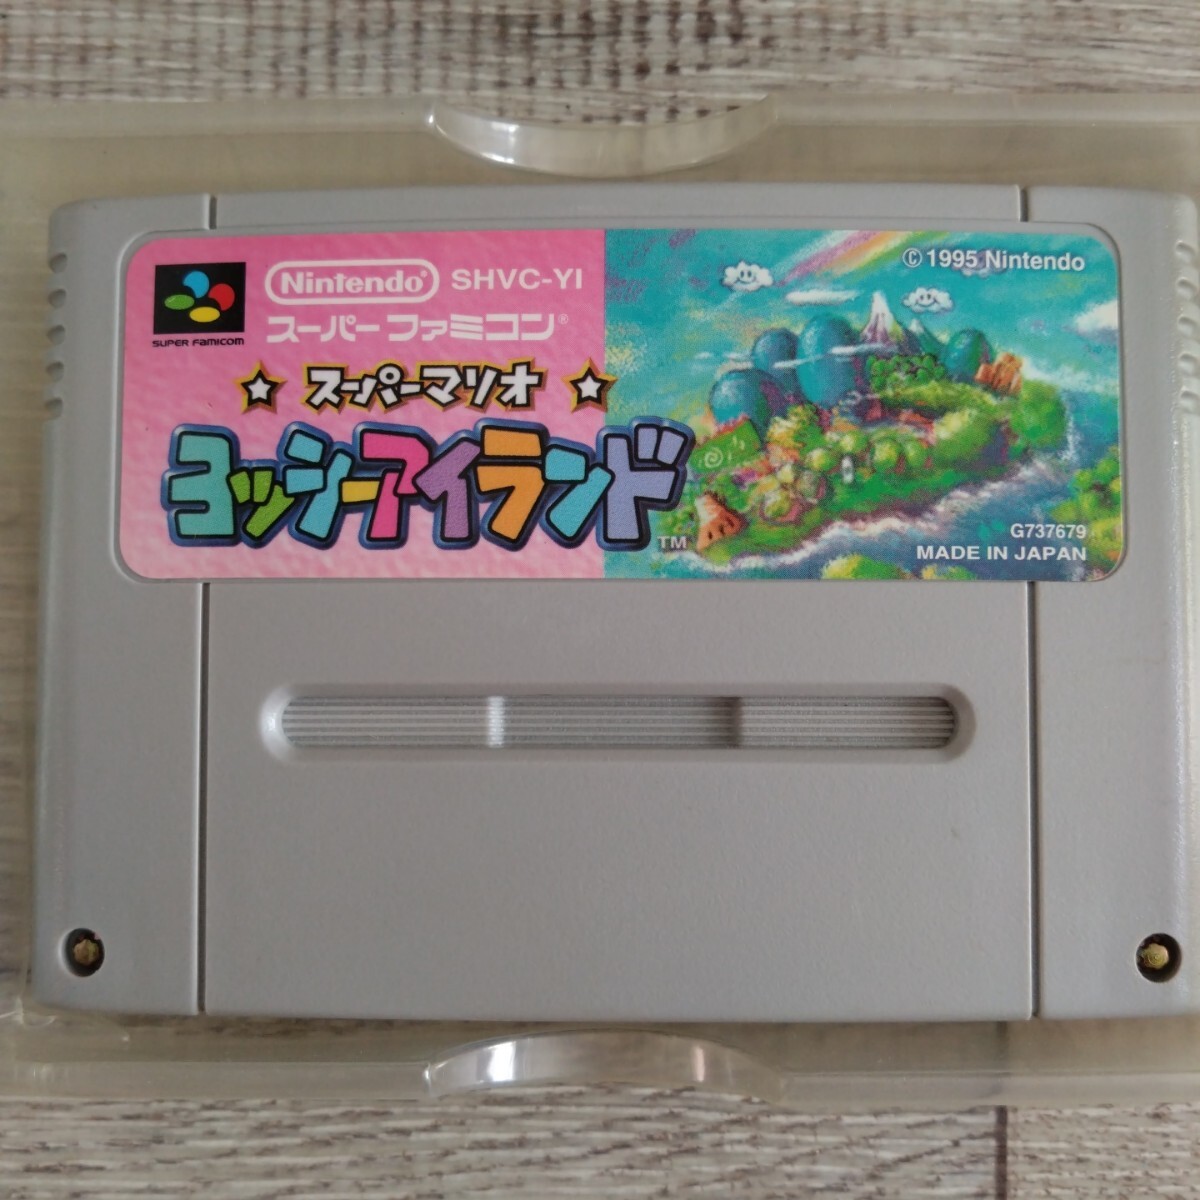 Nintendo® SHVC-YI
SUPER FAMICOM
スーパーファミコン®
スーパーマリオ
ヨッシーアイランド
TM
© 1995 Nintendo
G737679
MADE IN JAPAN